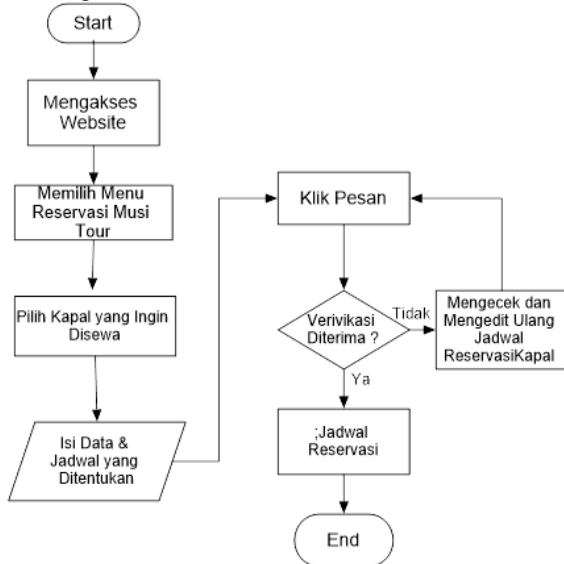 Start
Mengakses
Website
Memilih Menu
Reservasi Musi
Tour
Pilih Kapal yang Ingin
Disewa
Isi Data &
Jadwal yang
Ditentukan
Klik Pesan
Verivikasi
Diterima ?
Tidak
Mengecek dan
Mengedit Ulang
Jadwal
ReservasiKapal
Ya
;Jadwal
Reservasi
End